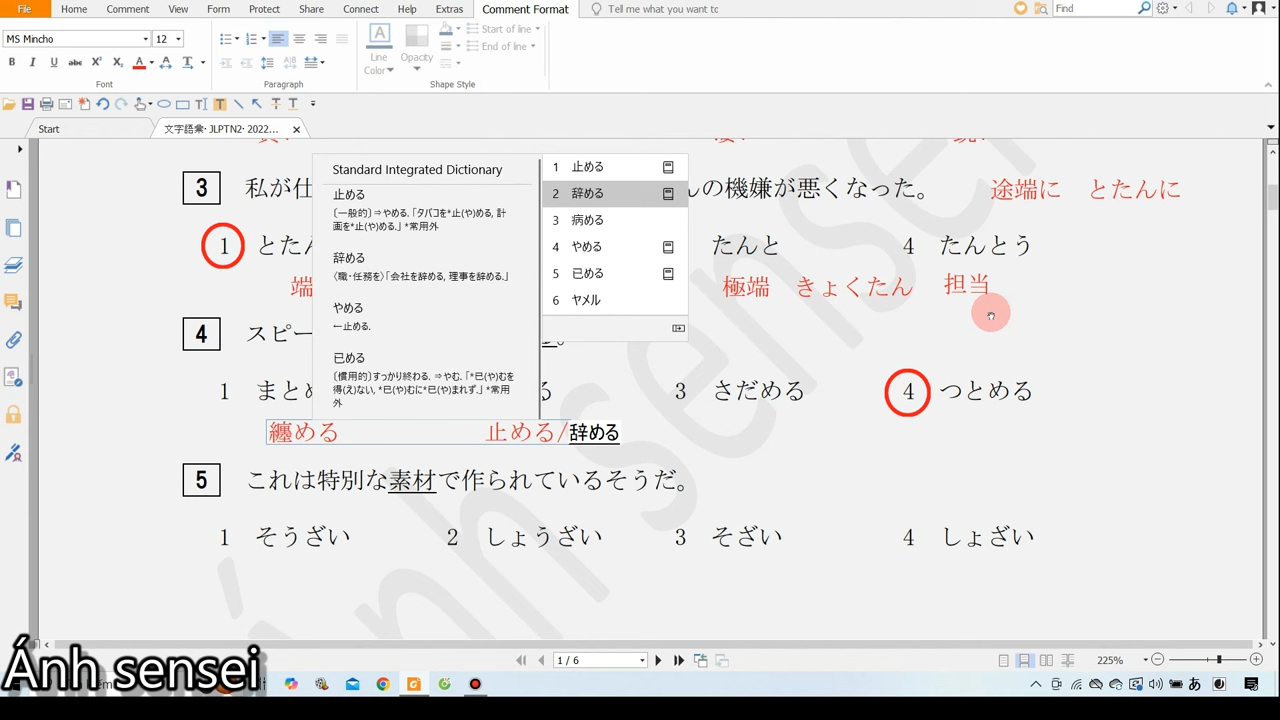 File Home Comment View Form Protect Share Connect Help Extras Comment Format Tell me what you want tc Find
MS Mincho 12 Start of line
End of line
Line Color Opacity
Font Paragraph Shape Style
Start 文字語彙· JLPTN2· 2022...
Standard Integrated Dictionary
止める
〔一般的〕⇒やめる.「タバコを*止(や)める, 計
画を*止(や)める.」*常用
外
辞める
〈職・任務を〉「会社を辞める, 理事を辞める.」
やめる
←止める.
已める
〔慣用的〕すっかり終わる. ⇒やむ.「*已(や)むを
得(え)ない, *已(や)むに*已(や)まれず.」*常用
外
1 止める
2 辞める
3 病める
4 やめる
5 已める
6 ヤメル
3 私が仕 んの機嫌が悪くなった。 途端に とたんに
1 とたん たんと 4 たんとう
端 極端 きょくたん 担当
4 スピー 。
1 まとめ る 3 さだめる 4 つとめる
纏める 止める/辞める
5 これは特別な素材で作られているそうだ。
1 そうざい 2 しょうざい 3 そざい 4 しょざい
Ánh sensei
1 / 6 225%
あ